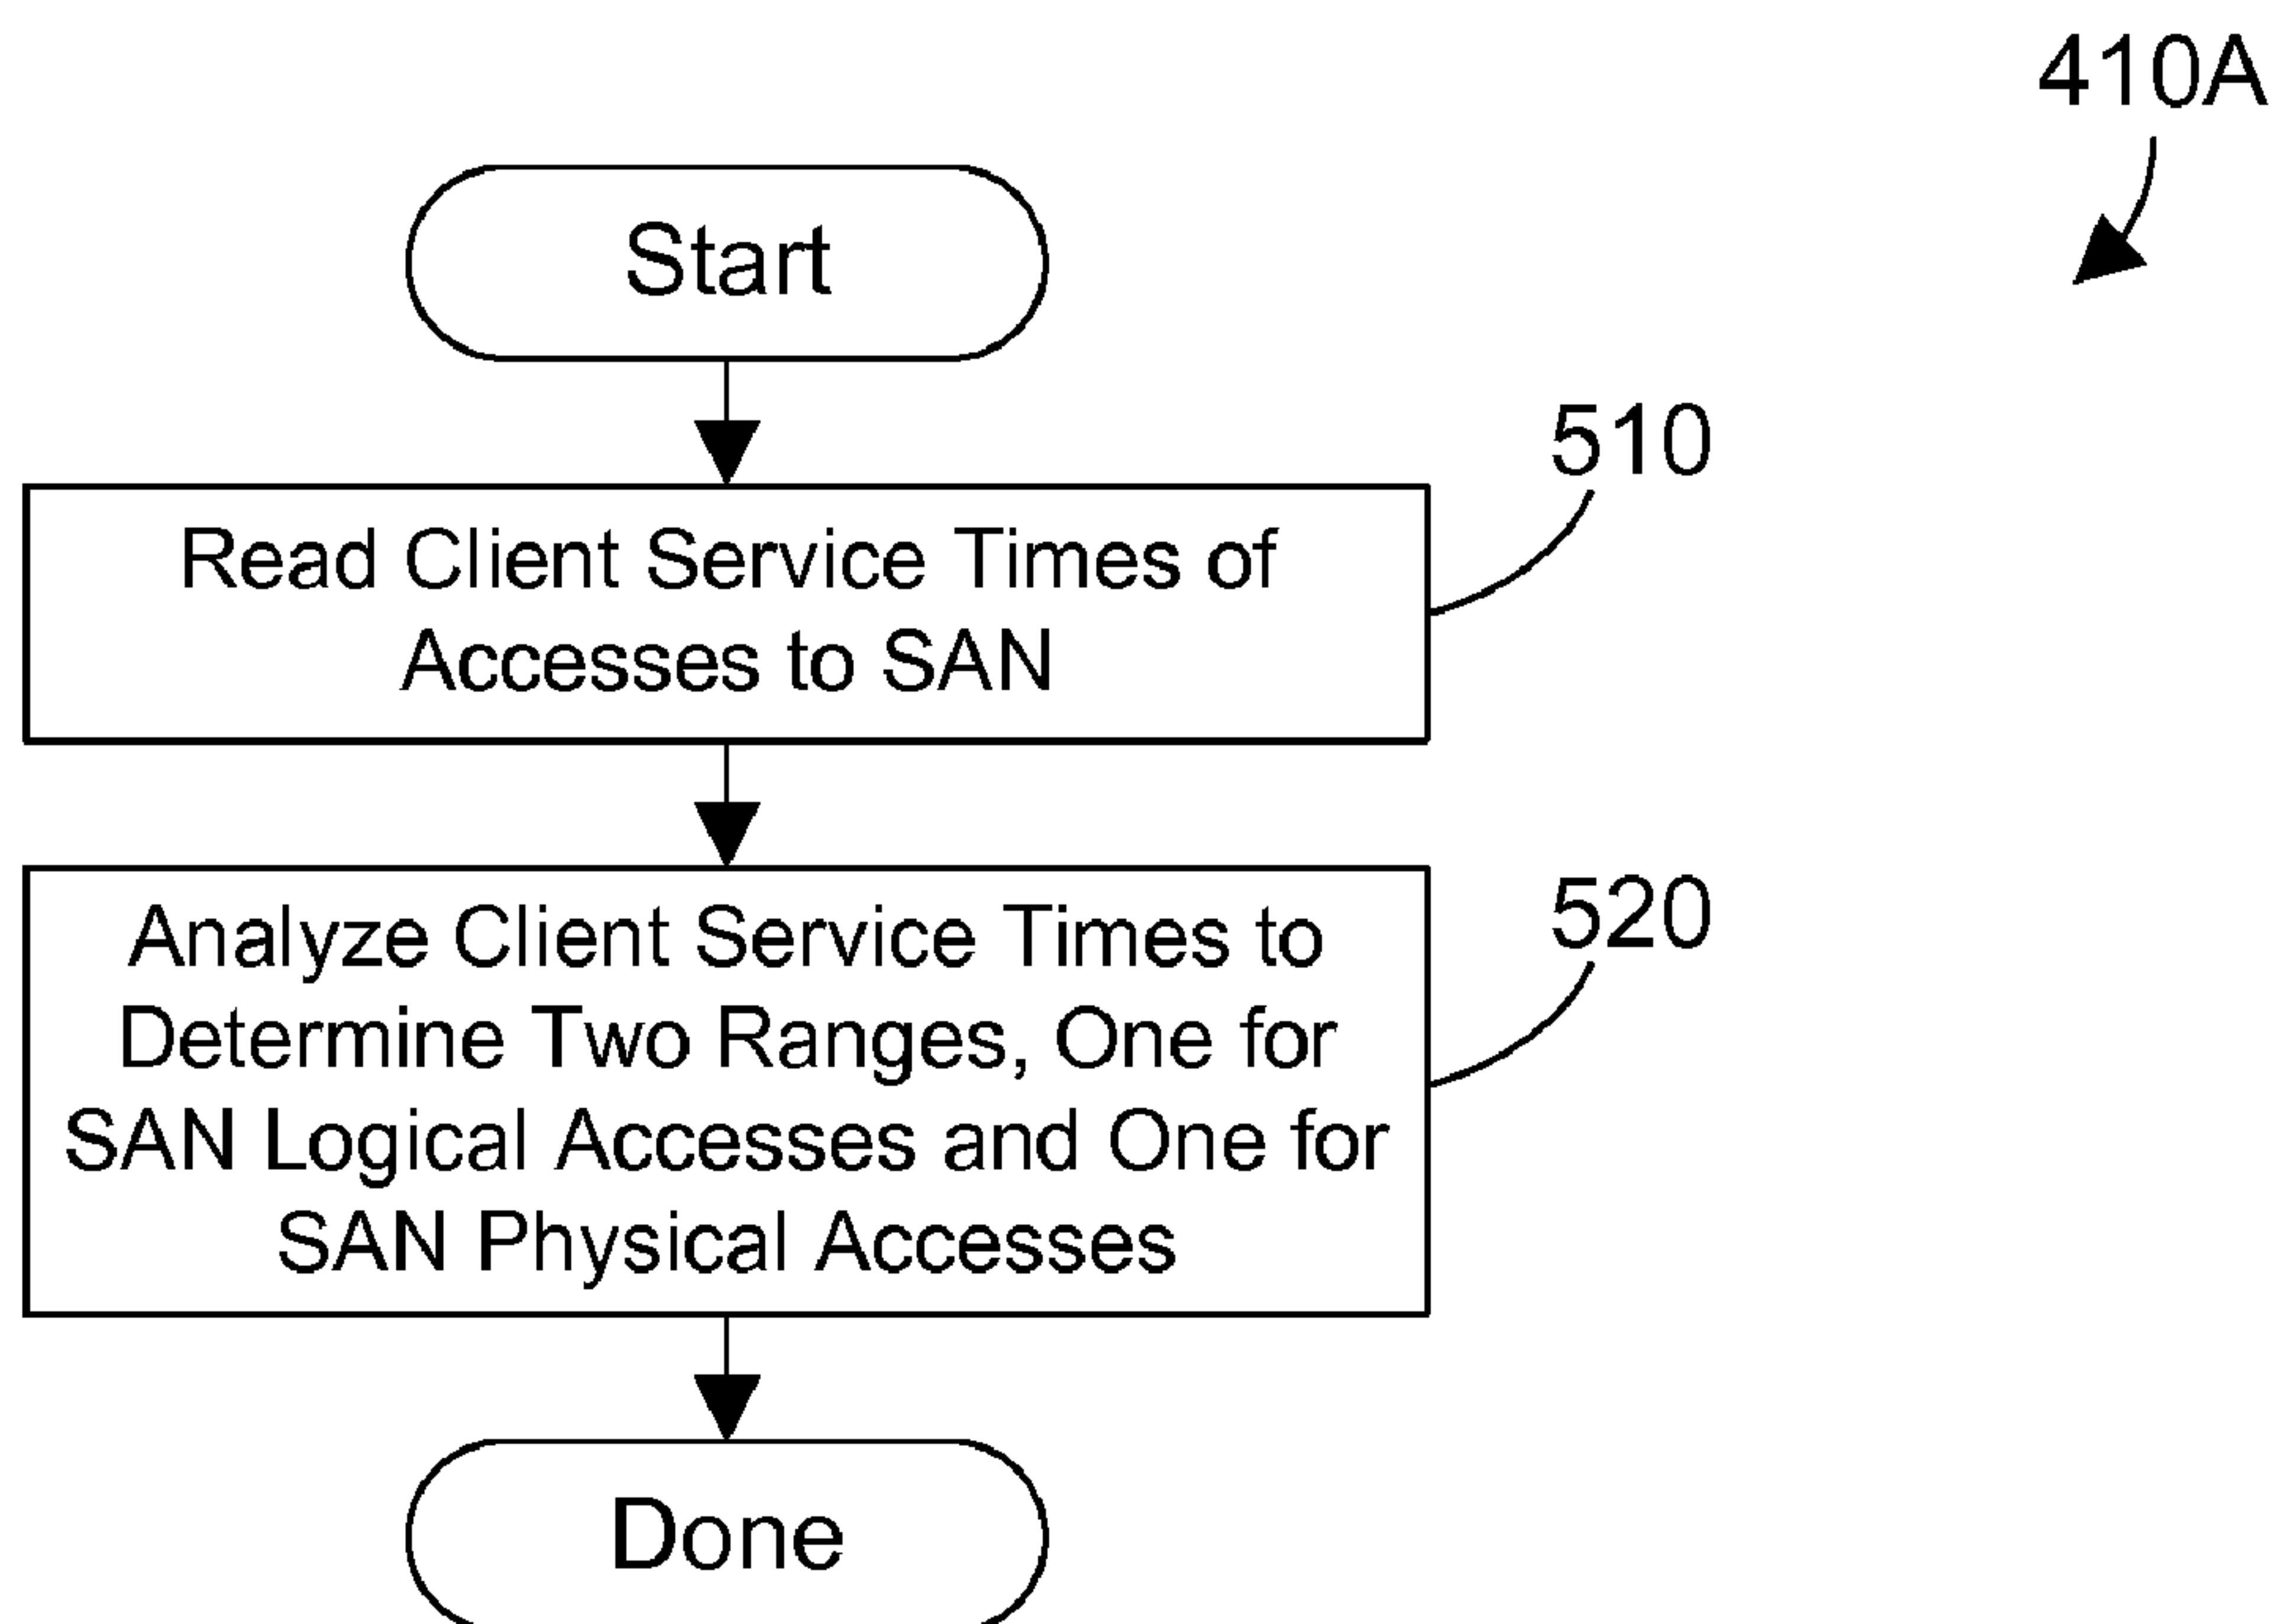 410A
Start
510
Read Client Service Times of
Accesses to SAN
520
Analyze Client Service Times to
Determine Two Ranges, One for
SAN Logical Accesses and One for
SAN Physical Accesses
Done